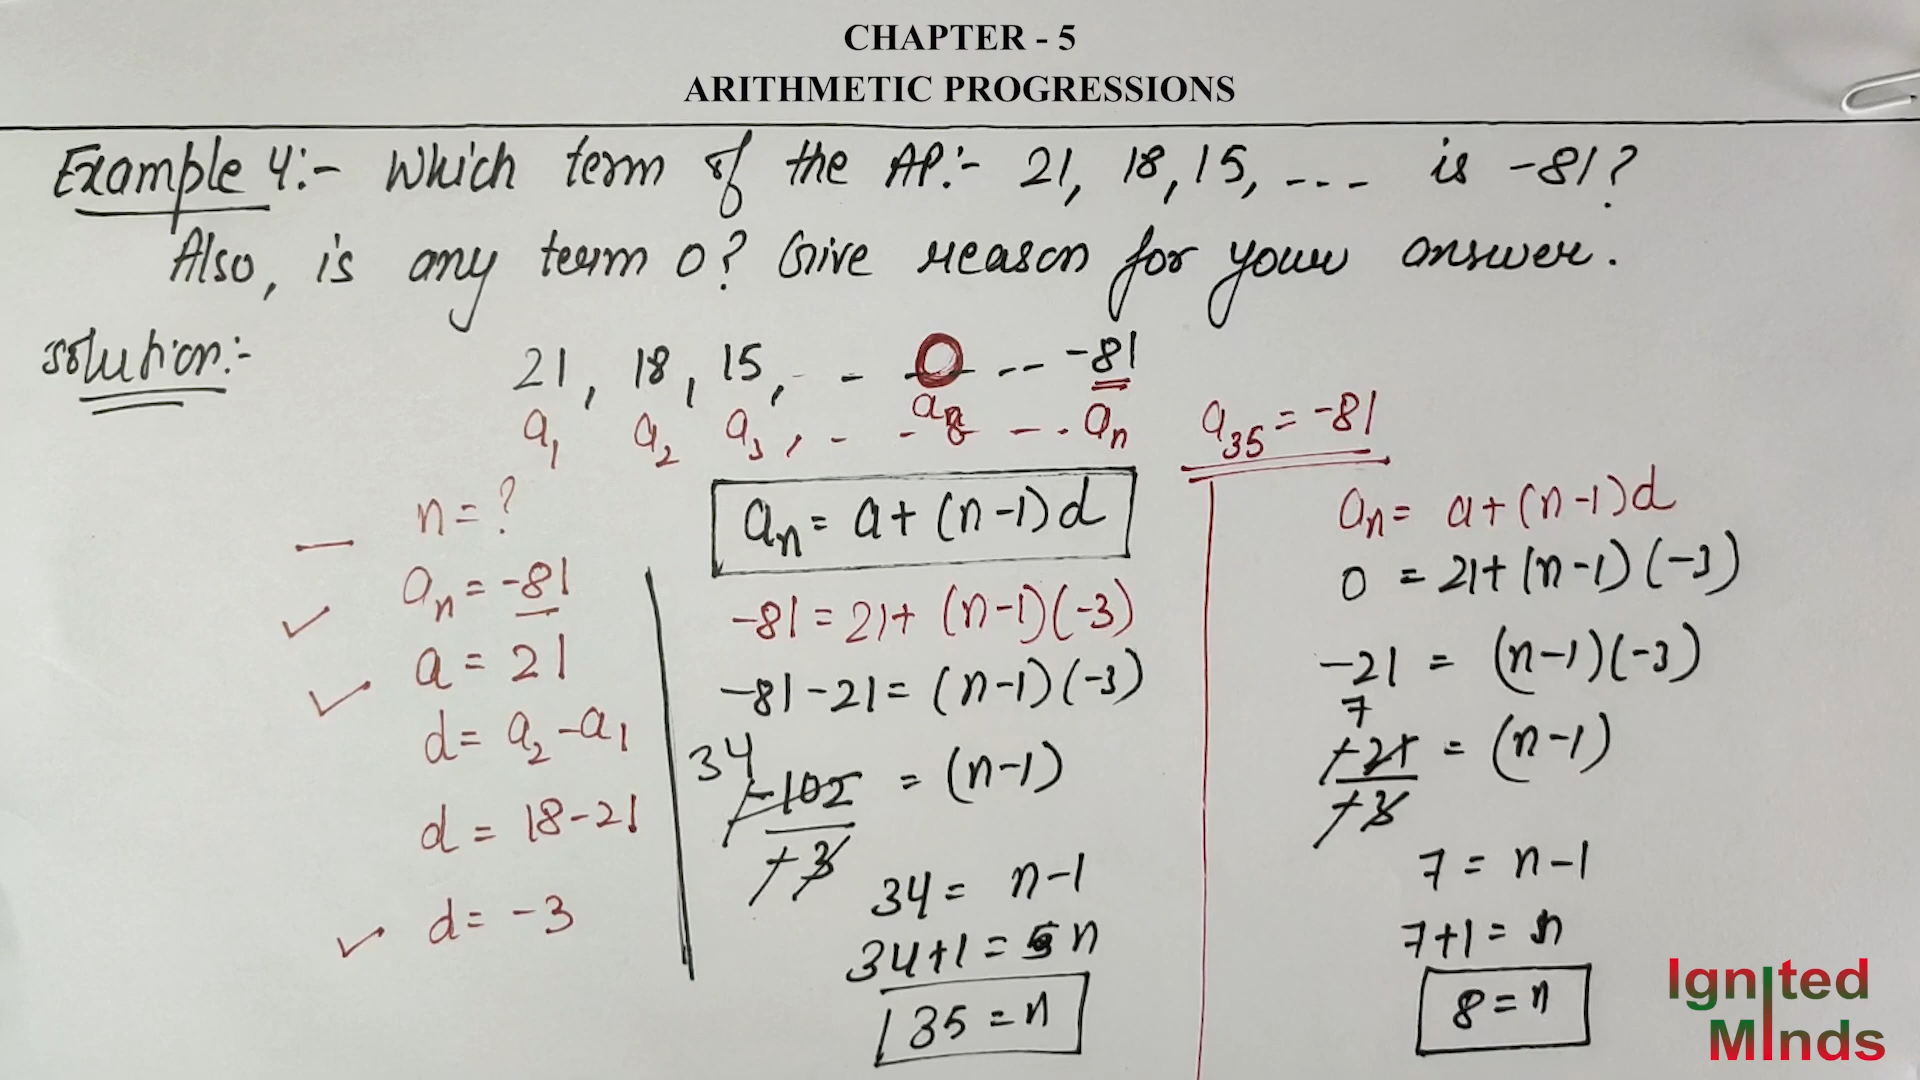 CHAPTER - 5
ARITHMETIC PROGRESSIONS
Example 4:- Which term of the AP:- 21, 18, 15, --- is -81?
Also, is any term 0? Give reason for your answer.
Solution:-
21, 18, 15, - - 0 -- - -81
a1 a2 a3, - - an - - . an
a35 = -81
n = ?
an = -81
a = 21
d = a2 - a1
d = 18-21
d = -3
an = a + (n-1)d
-81 = 21+ (n-1)(-3)
-81-21 = (n-1)(-3)
34
-102 = (n-1)
-3
34 = n-1
34+1 = n
35 = n
an = a+(n-1)d
0 = 21+(n-1)(-3)
-21 = (n-1)(-3)
7
-21 = (n-1)
-3
7 = n-1
7+1 = n
8 = n
Ignited
Minds